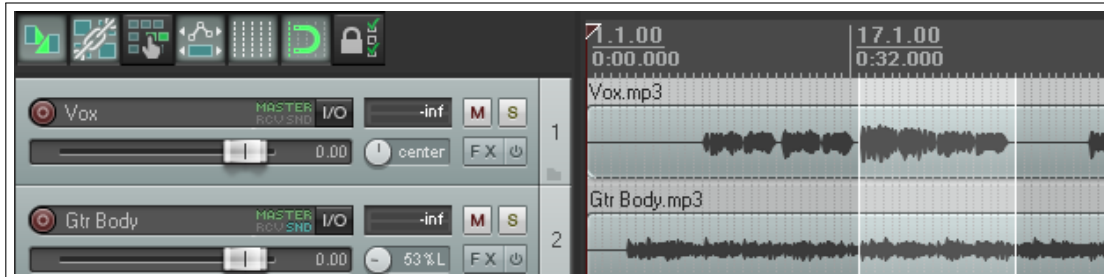 1.1.00 17.1.00
0:00.000 0:32.000
Vox.mp3
Vox MASTER RCV SND I/O -inf M S
1
0.00 center FX
Gtr Body.mp3
Gtr Body MASTER RCV SND I/O -inf M S
2
0.00 53%L FX